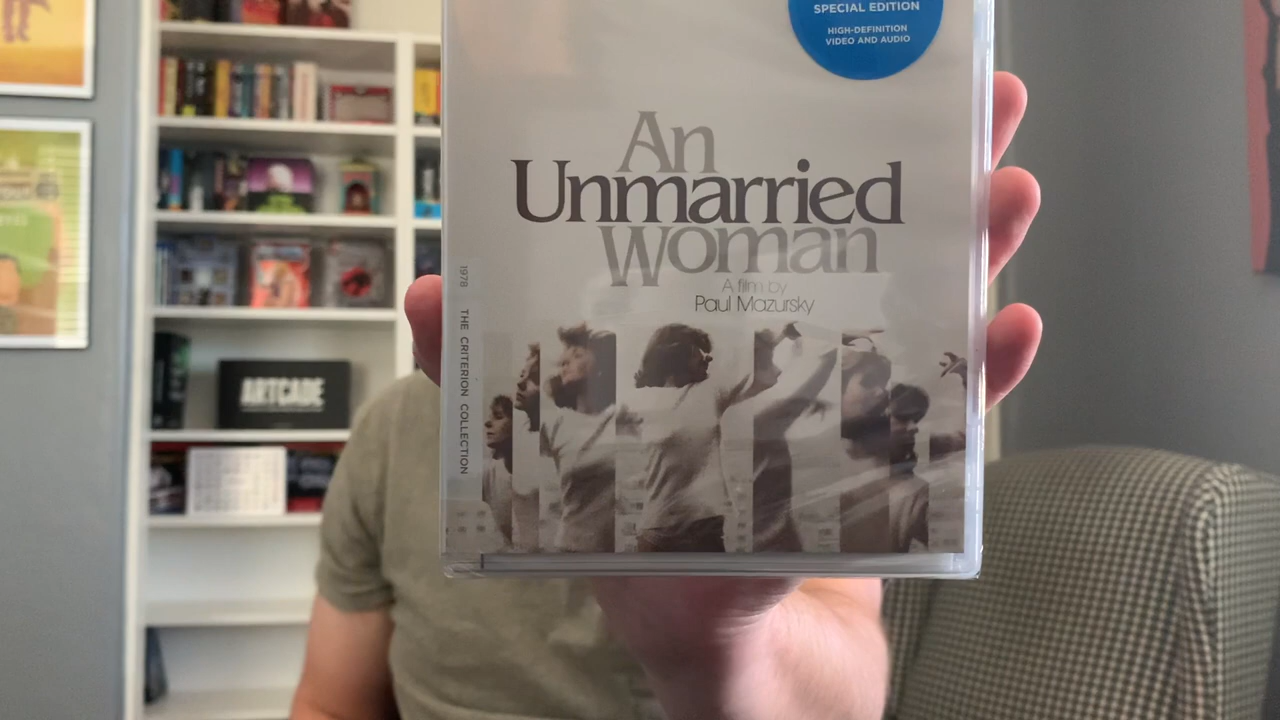 SPECIAL EDITION
HIGH-DEFINITION
VIDEO AND AUDIO
An
Unmarried
Woman
A film by
Paul Mazursky
1978
THE CRITERION COLLECTION
ARTCADE